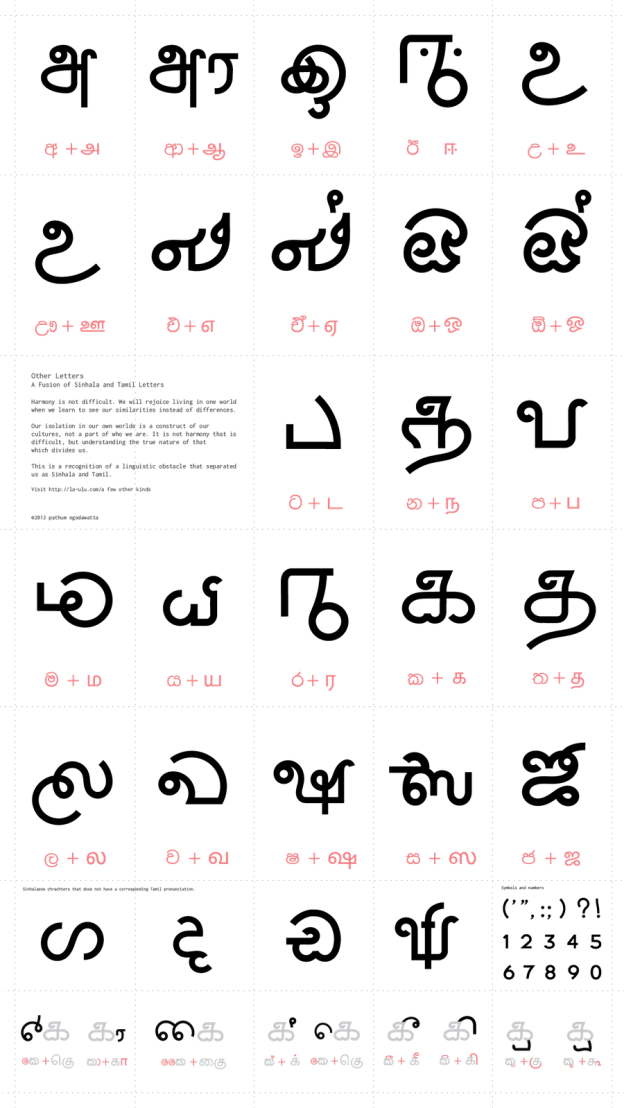 අ + அ
ආ + ஆ
ඉ + இ
ඊ ஈ
උ + உ
ඌ + ஊ
එ + எ
ඒ + ஏ
ඔ + ஒ
ඕ + ஓ
Other Letters
A Fusion of Sinhala and Tamil Letters
Harmony is not difficult. We will rejoice living in one world
when we learn to see our similarities instead of differences.
Our isolation in our own worlds is a construct of our
cultures, not a part of who we are. It is not harmony that is
difficult, but understanding the true nature of that
which divides us.
This is a recognition of a linguistic obstacle that separated
us as Sinhala and Tamil.
Visit http://la-ulu.com/a few other kinds
©2013 pathum egodawatta
ට + ட
න + ந
ප + ப
ම + ம
ය + ய
ර + ர
ක + க
ත + த
ල + ல
ව + வ
ෂ + ஷ
ස + ஸ
ජ + ஜ
Sinhalaese chrachters that dose not have a corresponding Tamil pronunciation.
Symbols and numbers
(’”,:;)?!
1 2 3 4 5
6 7 8 9 0
කා+கா
ක්+க்
කී+கீ
කි+கி
කු+கு
කූ+கூ